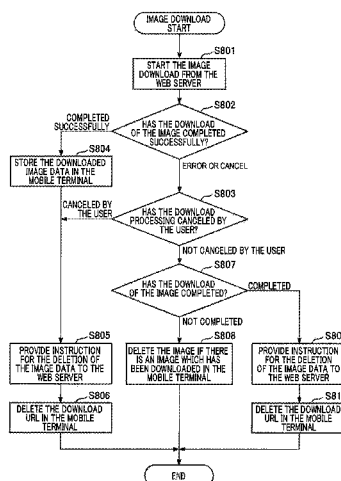 IMAGE DOWNLOAD
START
S801
START THE IMAGE
DOWNLOAD FROM THE
WEB SERVER
S802
COMPLETED
SUCCESSFULLY
HAS THE DOWNLOAD
OF THE IMAGE COMPLETED
SUCCESSFULLY?
S804
STORE THE DOWNLOADED
IMAGE DATA IN THE
MOBILE TERMINAL
ERROR OR CANCEL
S803
CANCELED BY
THE USER
HAS THE DOWNLOAD
PROCESSING CANCELED BY
THE USER?
NOT CANCELED BY THE USER
S807
HAS THE DOWNLOAD
OF THE IMAGE COMPLETED?
COMPLETED
NOT COMPLETED
S805
PROVIDE INSTRUCTION
FOR THE DELETION OF
THE IMAGE DATA TO THE
WEB SERVER
S808
DELETE THE IMAGE IF THERE
IS AN IMAGE WHICH HAS
BEEN DOWNLOADED IN THE
MOBILE TERMINAL
S80
PROVIDE INSTRUCTION
FOR THE DELETION
OF THE IMAGE DATA TO
THE WEB SERVER
S806
DELETE THE DOWNLOAD
URL IN THE MOBILE
TERMINAL
S81
DELETE THE DOWNLOAD
URL IN THE MOBILE
TERMINAL
END